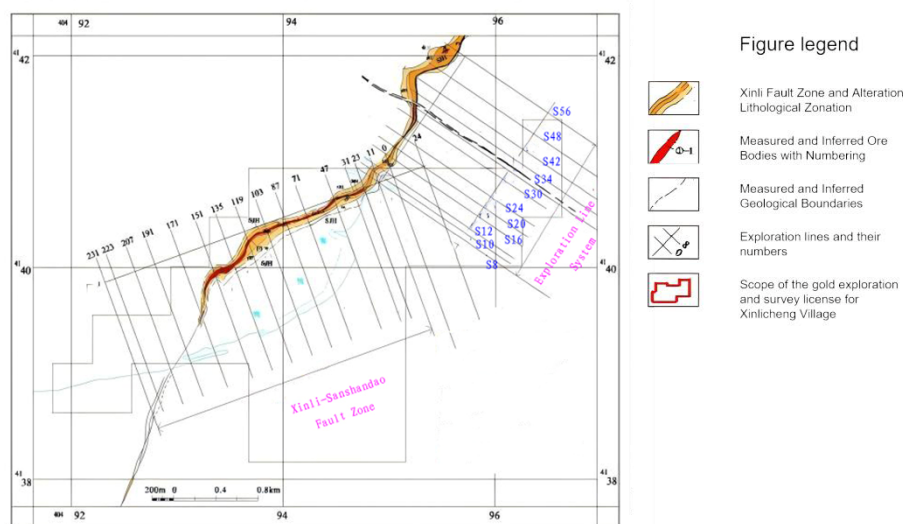 404 92
94
96
41
42
41
42
S56
S48
S42
S34
S30
S24
S20
S16
S12
S10
S8
24
0
11
23
31
47
71
87
103
119
135
151
171
191
207
223
231
40
40
Exploration Line
System
Xinli-Sanshandao
Fault Zone
41
38
41
38
200m 0 0.4 0.8km
404 92
94
96
Figure legend
Xinli Fault Zone and Alteration
Lithological Zonation
Measured and Inferred Ore
Bodies with Numbering
Measured and Inferred
Geological Boundaries
Exploration lines and their
numbers
Scope of the gold exploration
and survey license for
Xinlicheng Village